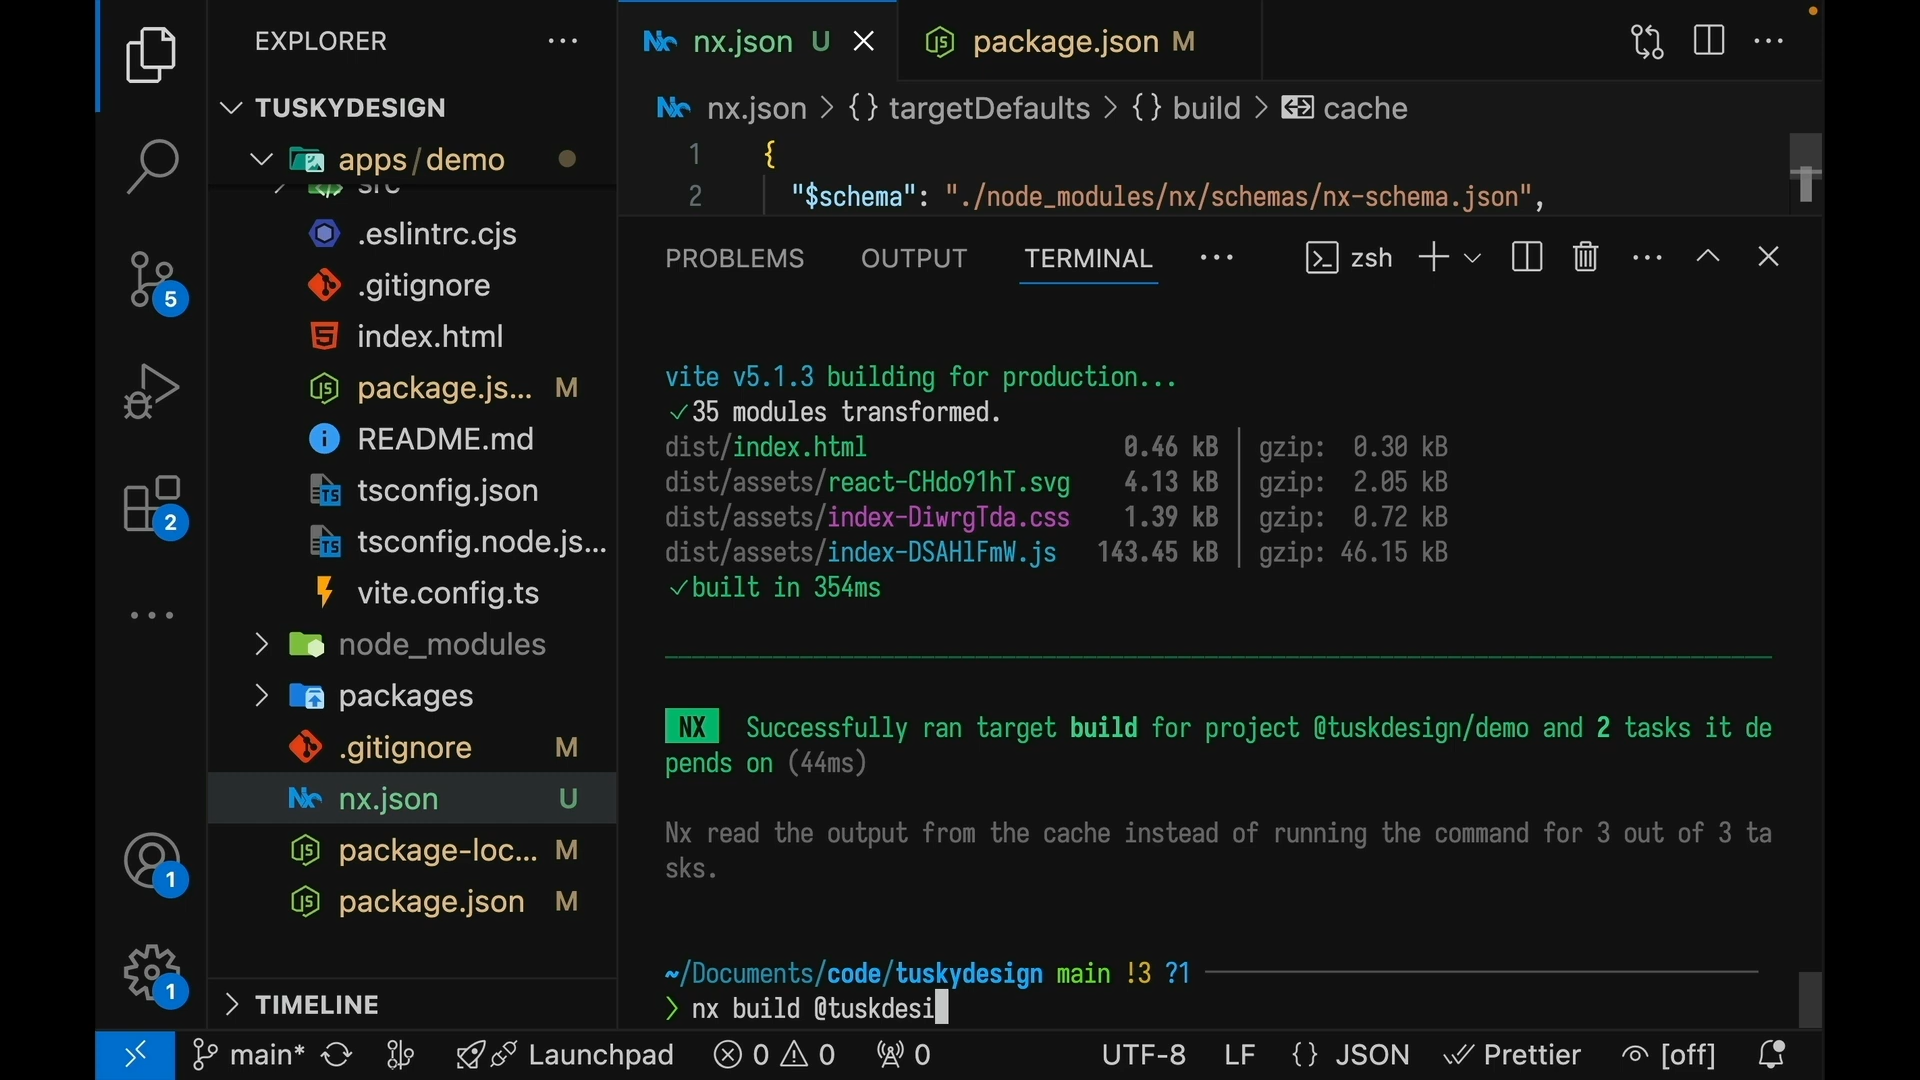 EXPLORER
TUSKYDESIGN
apps/demo
src
.eslintrc.cjs
.gitignore
index.html
package.js... M
README.md
tsconfig.json
tsconfig.node.js...
vite.config.ts
node_modules
packages
.gitignore M
nx.json U
package-loc... M
package.json M
TIMELINE
5
2
1
1
nx.json U
package.json M
nx.json > {} targetDefaults > {} build > cache
1 {
2 "$schema": "./node_modules/nx/schemas/nx-schema.json",
PROBLEMS OUTPUT TERMINAL ... zsh
vite v5.1.3 building for production...
✓35 modules transformed.
dist/index.html 0.46 kB │ gzip: 0.30 kB
dist/assets/react-CHdo91hT.svg 4.13 kB │ gzip: 2.05 kB
dist/assets/index-DiwrgTda.css 1.39 kB │ gzip: 0.72 kB
dist/assets/index-DSAHlFmW.js 143.45 kB │ gzip: 46.15 kB
✓built in 354ms
NX Successfully ran target build for project @tuskdesign/demo and 2 tasks it de
pends on (44ms)
Nx read the output from the cache instead of running the command for 3 out of 3 ta
sks.
~/Documents/code/tuskydesign main !3 ?1
> nx build @tuskdesi
main* Launchpad 0 0 0 UTF-8 LF {} JSON Prettier [off]